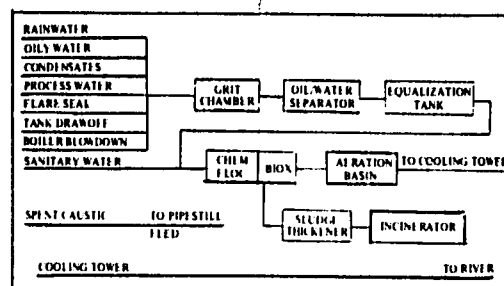 RAINWATER
OILY WATER
CONDENSATES
PROCESS WATER
FLARE SEAL
TANK DRAWOFF
BOILER BLOWDOWN
SANITARY WATER
GRIT
CHAMBER
OIL/WATER
SEPARATOR
EQUALIZATION
TANK
CHEM
FLOC
BIOX
AERATION
BASIN
TO COOLING TOWER
SPENT CAUSTIC
TO PIPESTILL
FEED
SLUDGE
THICKENER
INCINERATOR
COOLING TOWER
TO RIVER